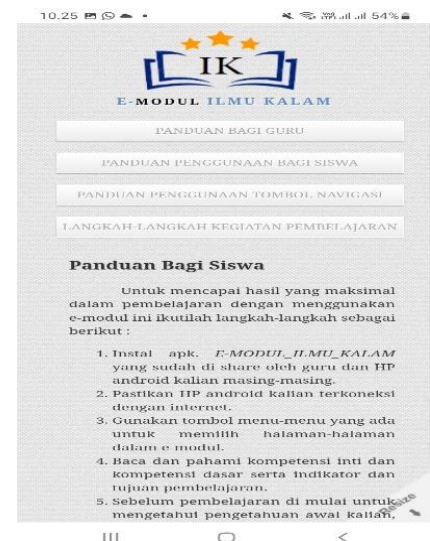 10.25 54%
IK
E-MODUL ILMU KALAM
PANDUAN BAGI GURU
PANDUAN PENGGUNAAN BAGI SISWA
PANDUAN PENGGUNAAN TOMBOL NAVIGASI
LANGKAH-LANGKAH KEGIATAN PEMBELAJARAN
Panduan Bagi Siswa
Untuk mencapai hasil yang maksimal
dalam pembelajaran dengan menggunakan
e-modul ini ikutilah langkah-langkah sebagai
berikut :
1. Instal apk. E-MODUL_ILMU_KALAM
yang sudah di share oleh guru dan HP
android kalian masing-masing.
2. Pastikan HP android kalian terkoneksi
dengan internet.
3. Gunakan tombol menu-menu yang ada
untuk memilih halaman-halaman
dalam e modul.
4. Baca dan pahami kompetensi inti dan
kompetensi dasar serta indikator dan
tujuan pembelajaran.
5. Sebelum pembelajaran di mulai untuk
mengetahui pengetahuan awal kalian,
Resize